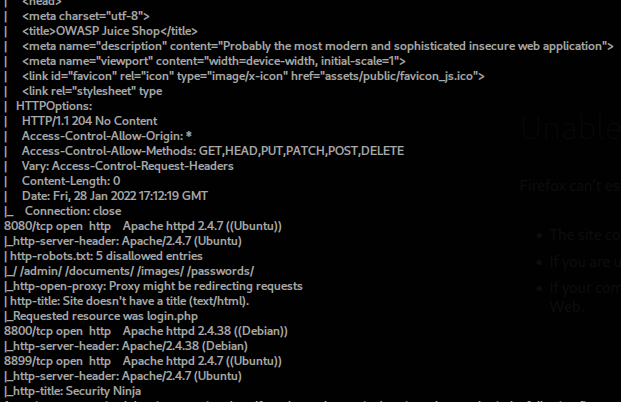 |     <head>
|     <meta charset="utf-8">
|     <title>OWASP Juice Shop</title>
|     <meta name="description" content="Probably the most modern and sophisticated insecure web application">
|     <meta name="viewport" content="width=device-width, initial-scale=1">
|     <link id="favicon" rel="icon" type="image/x-icon" href="assets/public/favicon_js.ico">
|     <link rel="stylesheet" type
|   HTTPOptions:
|     HTTP/1.1 204 No Content
|     Access-Control-Allow-Origin: *
|     Access-Control-Allow-Methods: GET,HEAD,PUT,PATCH,POST,DELETE
|     Vary: Access-Control-Request-Headers
|     Content-Length: 0
|     Date: Fri, 28 Jan 2022 17:12:19 GMT
|_    Connection: close
8080/tcp open  http    Apache httpd 2.4.7 ((Ubuntu))
|_http-server-header: Apache/2.4.7 (Ubuntu)
| http-robots.txt: 5 disallowed entries
|_/ /admin/ /documents/ /images/ /passwords/
|_http-open-proxy: Proxy might be redirecting requests
| http-title: Site doesn't have a title (text/html).
|_Requested resource was login.php
8800/tcp open  http    Apache httpd 2.4.38 ((Debian))
|_http-server-header: Apache/2.4.38 (Debian)
8899/tcp open  http    Apache httpd 2.4.7 ((Ubuntu))
|_http-server-header: Apache/2.4.7 (Ubuntu)
|_http-title: Security Ninja
Unable
Firefox can't es
• The site co
• If you are u
• If your com
Web.